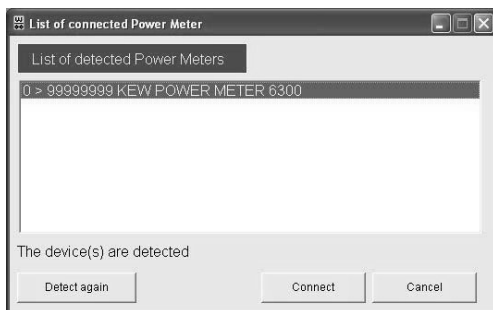 List of connected Power Meter
List of detected Power Meters
0 > 99999999 KEW POWER METER 6300
The device(s) are detected
Detect again Connect Cancel